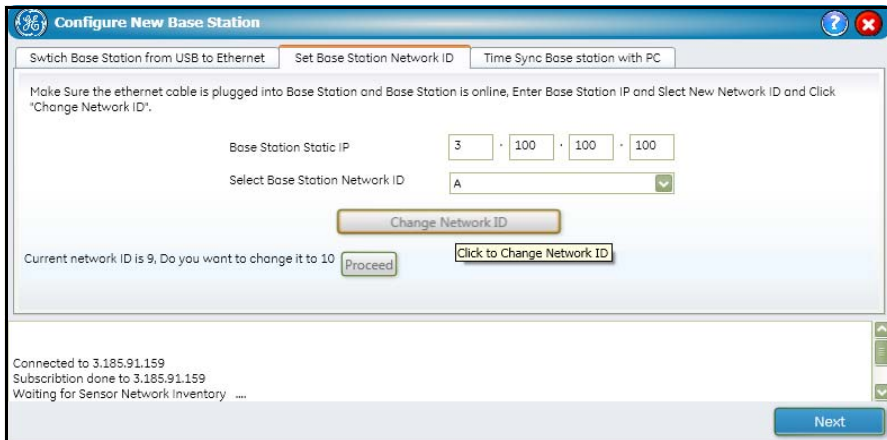 Configure New Base Station
?
Swtich Base Station from USB to Ethernet Set Base Station Network ID Time Sync Base station with PC
Make Sure the ethernet cable is plugged into Base Station and Base Station is online, Enter Base Station IP and Slect New Network ID and Click
"Change Network ID".
Base Station Static IP 3 . 100 . 100 . 100
Select Base Station Network ID A
Change Network ID
Click to Change Network ID
Current network ID is 9, Do you want to change it to 10 Proceed
Connected to 3.185.91.159
Subscribtion done to 3.185.91.159
Waiting for Sensor Network Inventory ....
Next